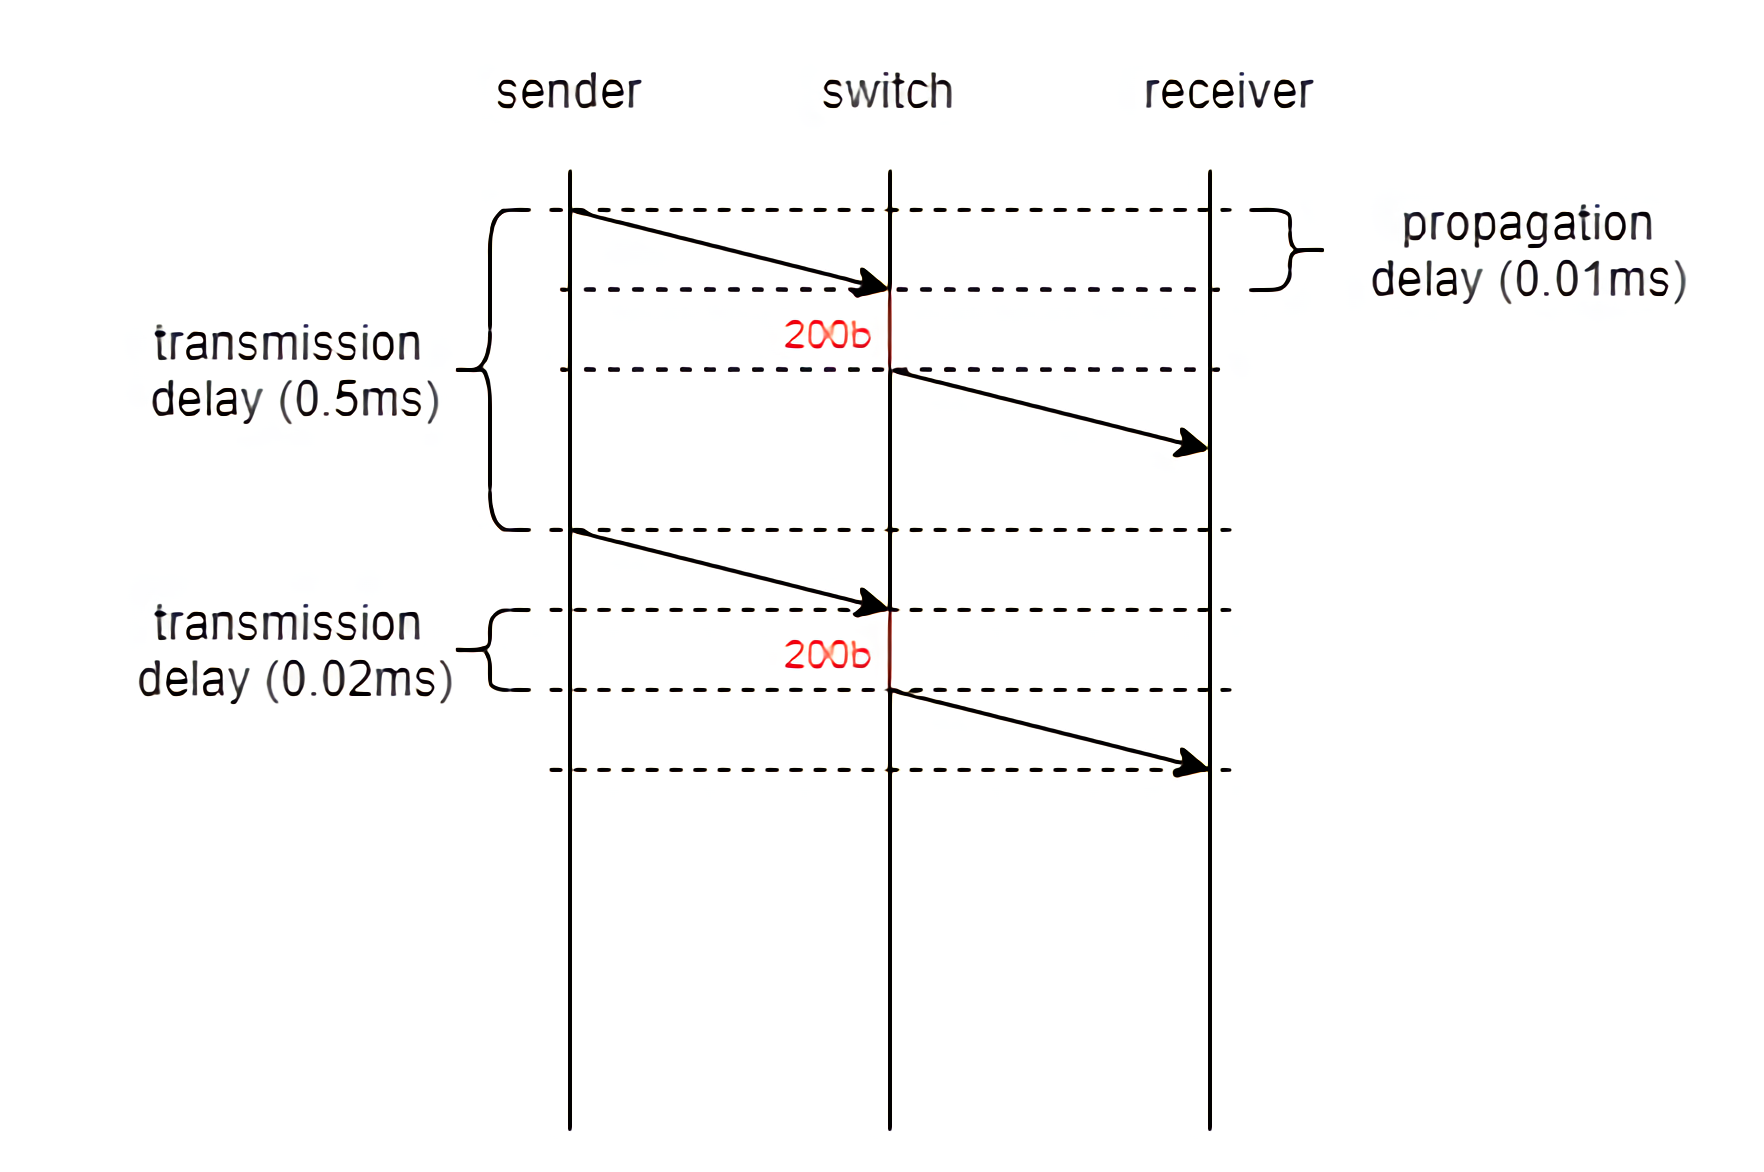 sender
switch
receiver
propagation
delay (0.01ms)
200b
transmission
delay (0.5ms)
transmission
delay (0.02ms)
200b